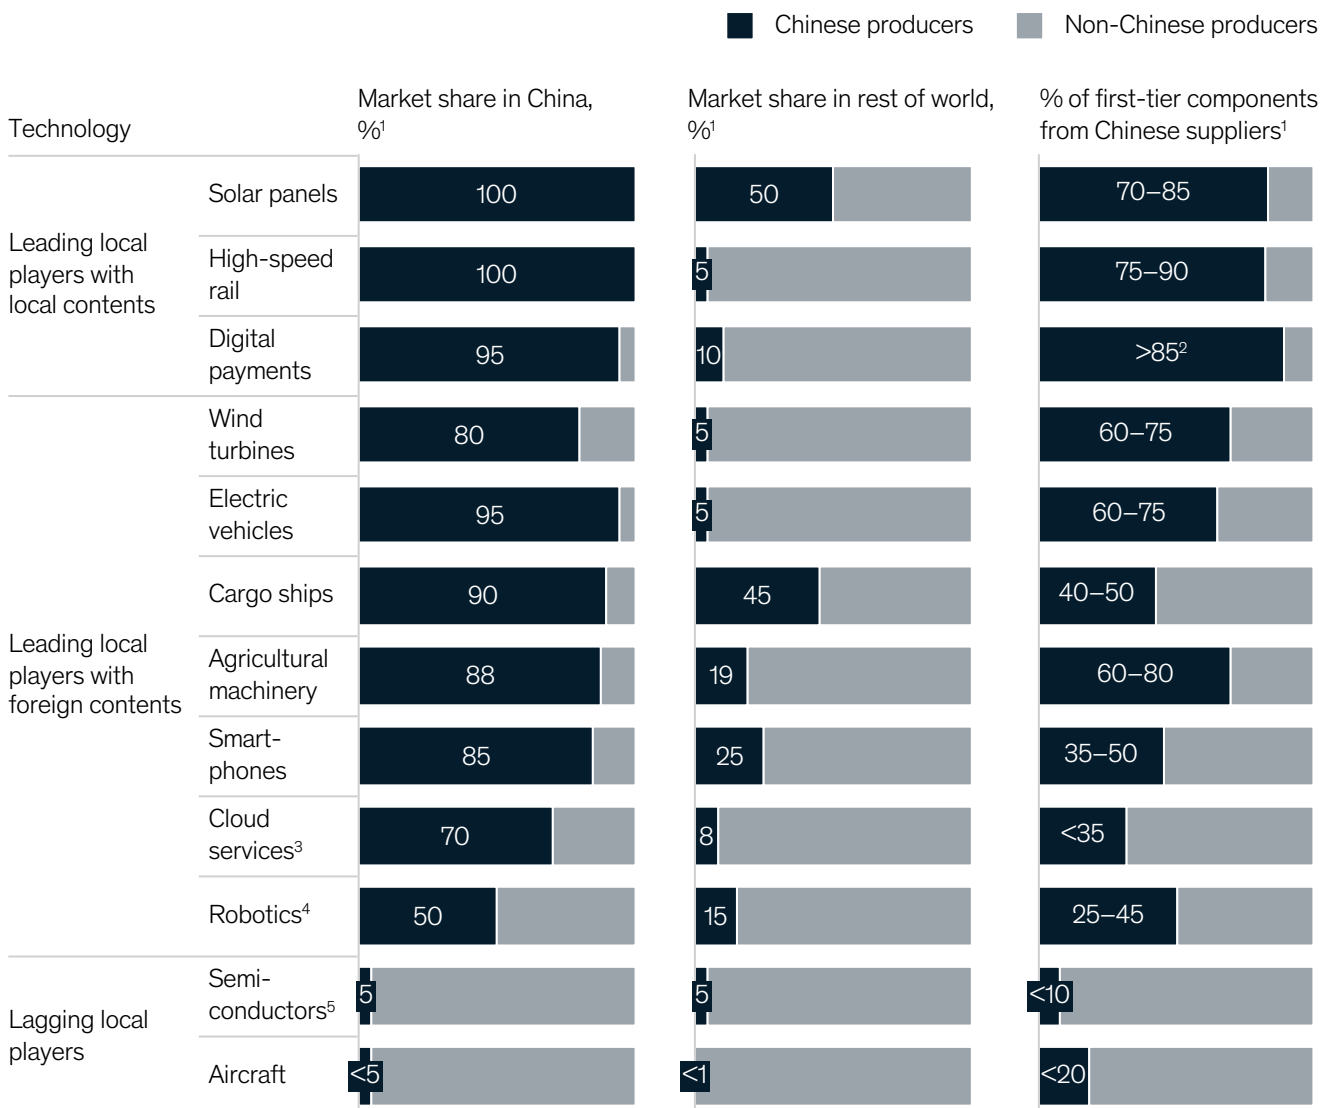 Chinese producers
Non-Chinese producers
Technology
Market share in China,
%¹
Market share in rest of world,
%¹
% of first-tier components
from Chinese suppliers¹
Leading local
players with
local contents
Solar panels
100
50
70–85
High-speed
rail
100
5
75–90
Digital
payments
95
10
>85²
Leading local
players with
foreign contents
Wind
turbines
80
5
60–75
Electric
vehicles
95
5
60–75
Cargo ships
90
45
40–50
Agricultural
machinery
88
19
60–80
Smart-
phones
85
25
35–50
Cloud
services³
70
8
<35
Robotics⁴
50
15
25–45
Lagging local
players
Semi-
conductors⁵
5
5
<10
Aircraft
<5
<1
<20